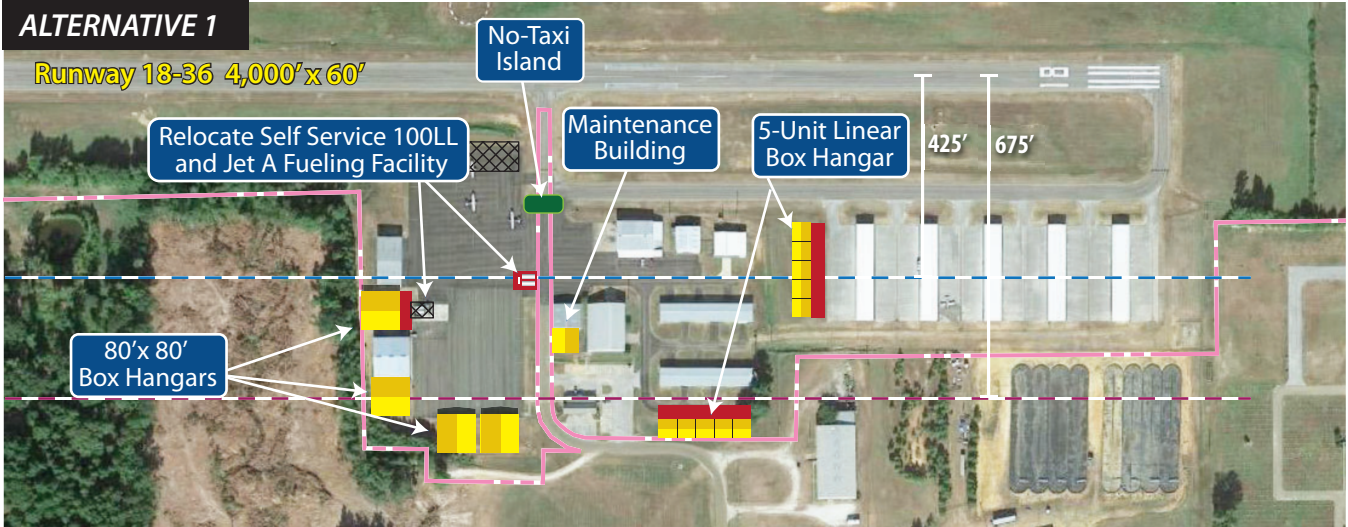 ALTERNATIVE 1
Runway 18-36 4,000' x 60'
No-Taxi
Island
Relocate Self Service 100LL
and Jet A Fueling Facility
Maintenance
Building
5-Unit Linear
Box Hangar
425'
675'
80'x 80'
Box Hangars